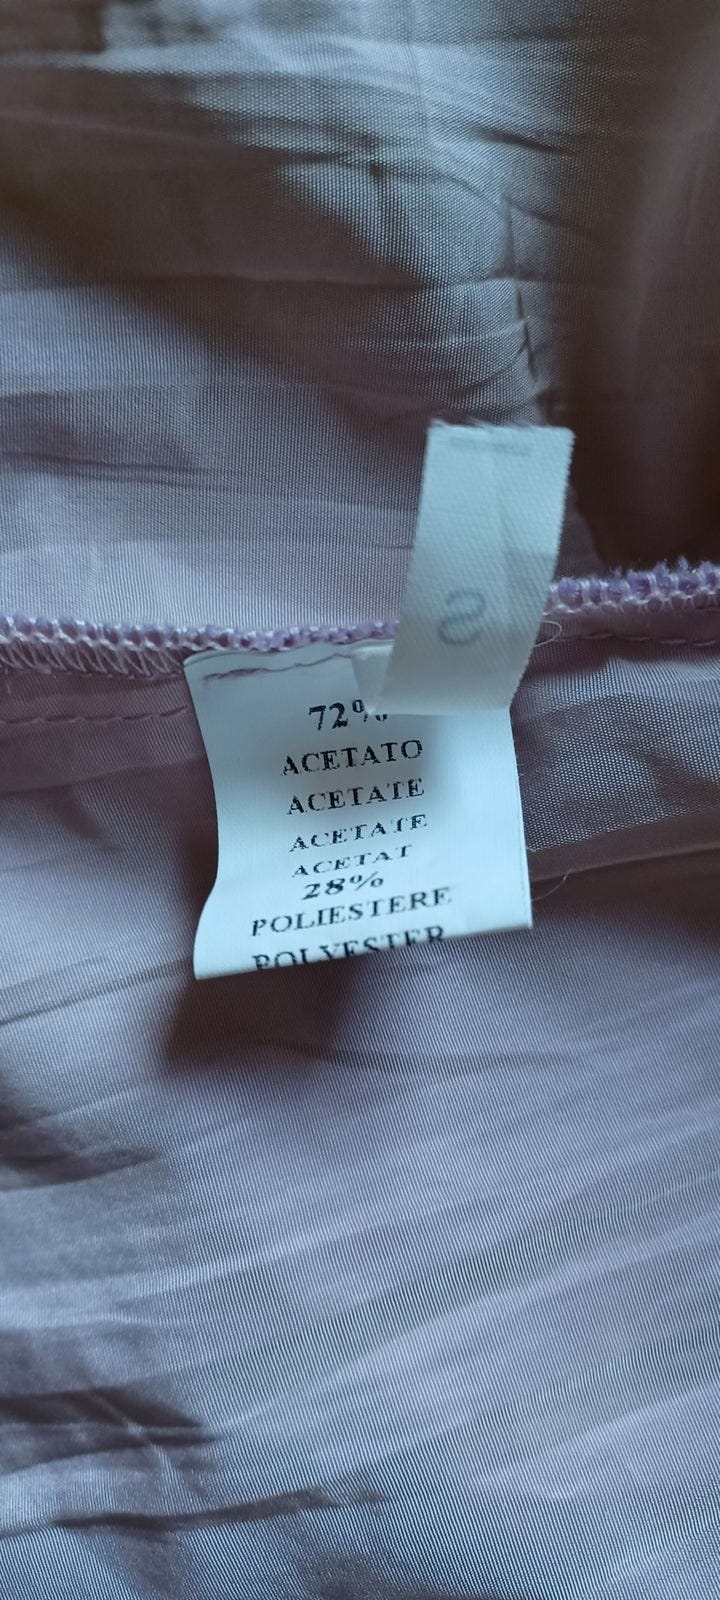 S
72%
ACETATO
ACETATE
ACETATE
ACETAT
28%
POLIESTERE
POLYESTER